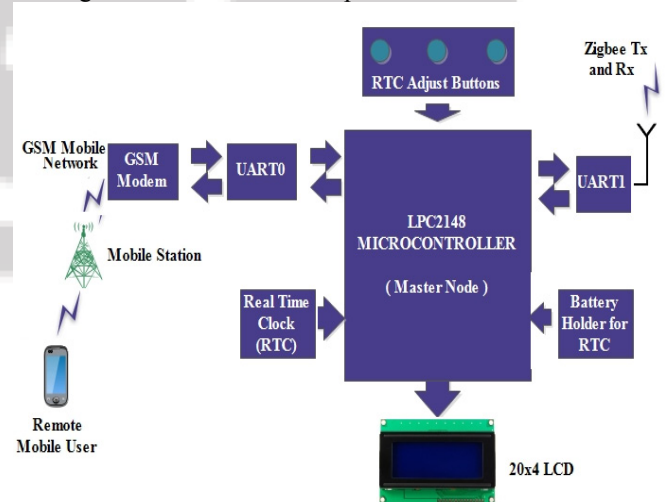 Zigbee Tx
and Rx
RTC Adjust Buttons
GSM Mobile
Network
GSM
Modem
UART0
UART1
LPC2148
MICROCONTROLLER
( Master Node )
Mobile Station
Real Time
Clock
(RTC)
Battery
Holder for
RTC
Remote
Mobile User
20x4 LCD